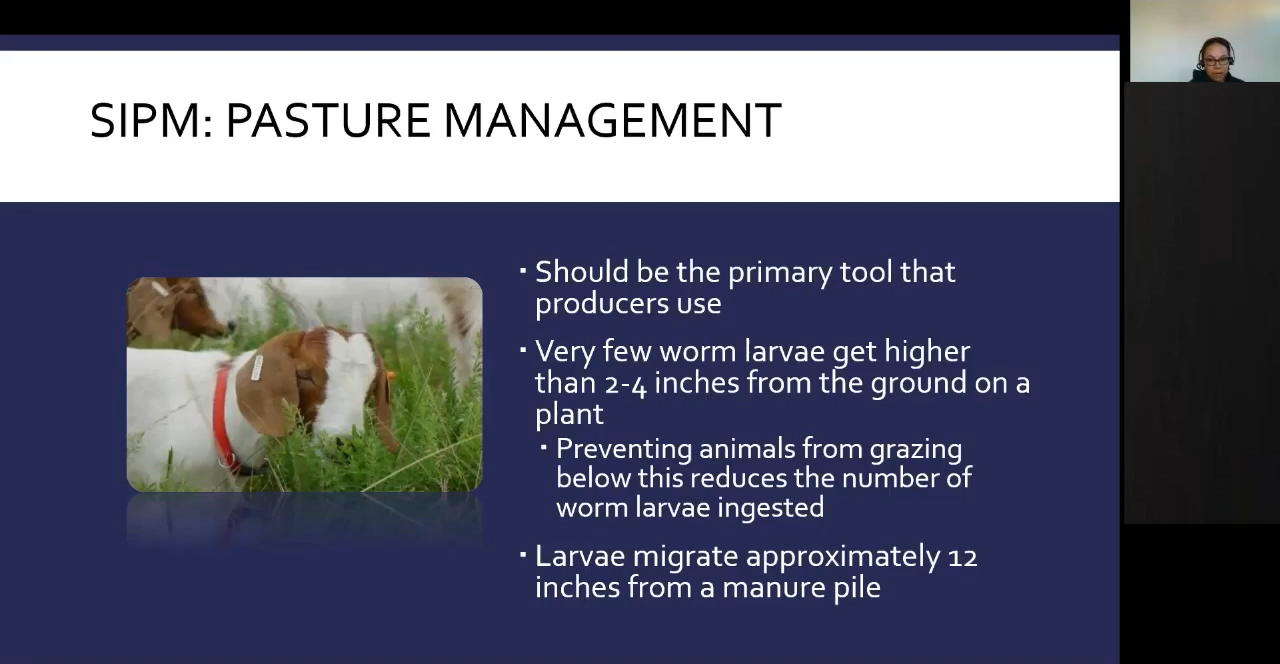 SIPM: PASTURE MANAGEMENT
▪ Should be the primary tool that
producers use
▪ Very few worm larvae get higher
than 2-4 inches from the ground on a
plant
▪ Preventing animals from grazing
below this reduces the number of
worm larvae ingested
▪ Larvae migrate approximately 12
inches from a manure pile